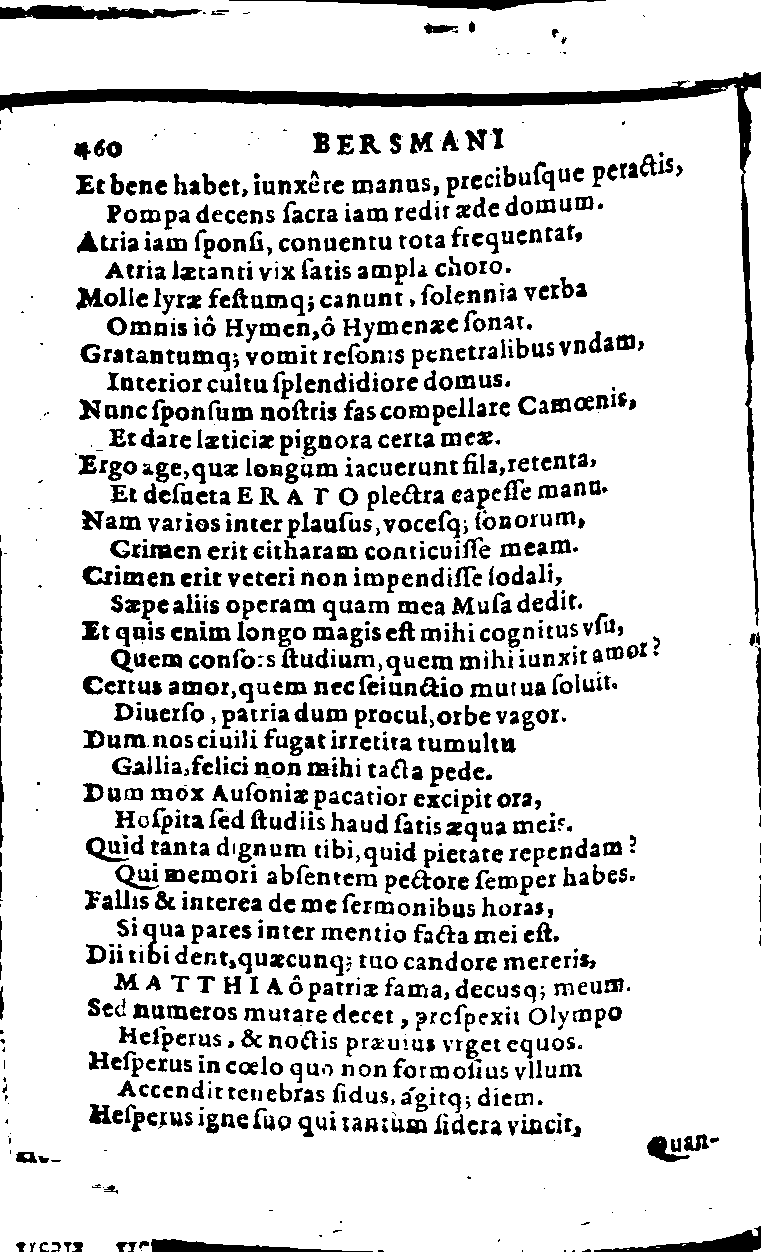 460 BERSMANI
Et bene habet, iunxêre manus, precibuſque peractis,
Pompa decens ſacra iam redit æde domum.
Atria iam ſponſi, conuentu tota frequentat,
Atria lætanti vix ſatis ampla choro.
Molle lyræ feſtumq; canunt, ſolennia verba
Omnis iô Hymen, ô Hymenæe ſonat.
Gratantumq; vomit reſonis penetralibus vndam,
Interior cultu ſplendidiore domus.
Nunc ſponſum noſtris fas compellare Camœnis,
Et dare læticiæ pignora certa meæ.
Ergo age, quæ longùm iacuerunt fila, retenta,
Et deſueta ERATO plectra capeſſe manu.
Nam varios inter plauſus, voceſq; ſonorum,
Crimen erit citharam conticuiſſe meam.
Crimen erit veteri non impendiſſe ſodali,
Sæpe aliis operam quam mea Muſa dedit.
Et quis enim longo magis eſt mihi cognitus vſu,
Quem conſors ſtudium, quem mihi iunxit amor?
Certus amor, quem nec ſeiunctio mutua ſoluit.
Diuerſo, patria dum procul, orbe vagor.
Dum nos ciuili fugat irretita tumultu
Gallia, felici non mihi tacta pede.
Dum mox Auſoniæ pacatior excipit ora,
Hoſpita ſed ſtudiis haud ſatis æqua meis.
Quid tanta dignum tibi, quid pietate rependam?
Qui memori abſentem pectore ſemper habes.
Fallis & interea de me ſermonibus horas,
Si qua pares inter mentio facta mei eſt.
Dii tibi dent, quæcunq; tuo candore mereris,
MATTHIA ô patriæ fama, decusq; meum.
Sed numeros mutare decet, proſpexit Olympo
Heſperus, & noctis præuius vrget equos.
Heſperus in cœlo quo non formoſius vllum
Accendit tenebras ſidus, ágitq; diem.
Heſperus igne ſuo qui tantùm ſidera vincit,
Quan-